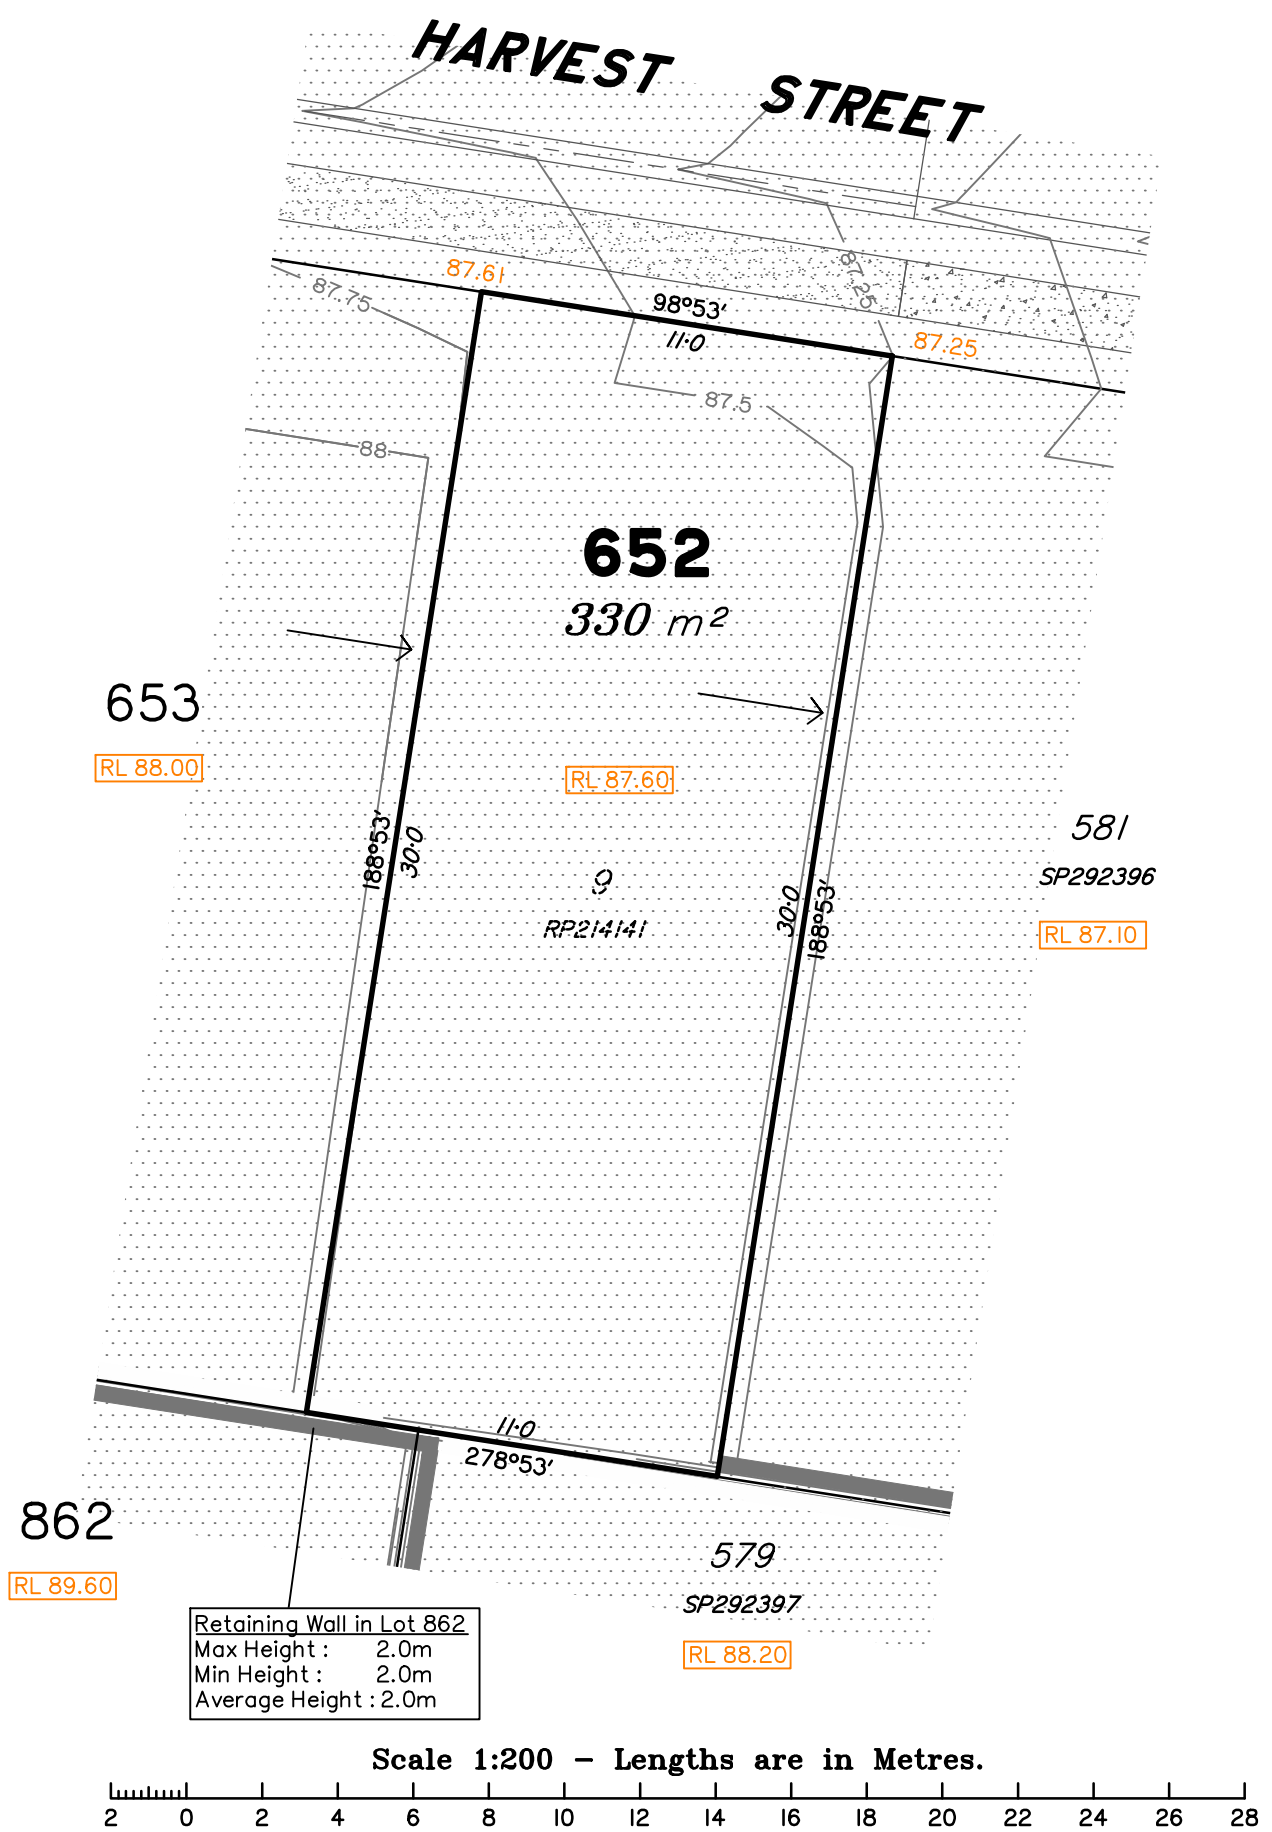 HARVEST STREET
87.61
87.75
98°53'
11·0
87.25
87.25
87.5
88
652
330 m²
653
RL 88.00
RL 87.60
188°53'
30·0
9
RP214141
30·0
188°53'
581
SP292396
RL 87.10
11·0
278°53'
862
RL 89.60
579
SP292397
RL 88.20
Retaining Wall in Lot 862
Max Height : 2.0m
Min Height : 2.0m
Average Height : 2.0m
Scale 1:200 – Lengths are in Metres.
2 0 2 4 6 8 10 12 14 16 18 20 22 24 26 28